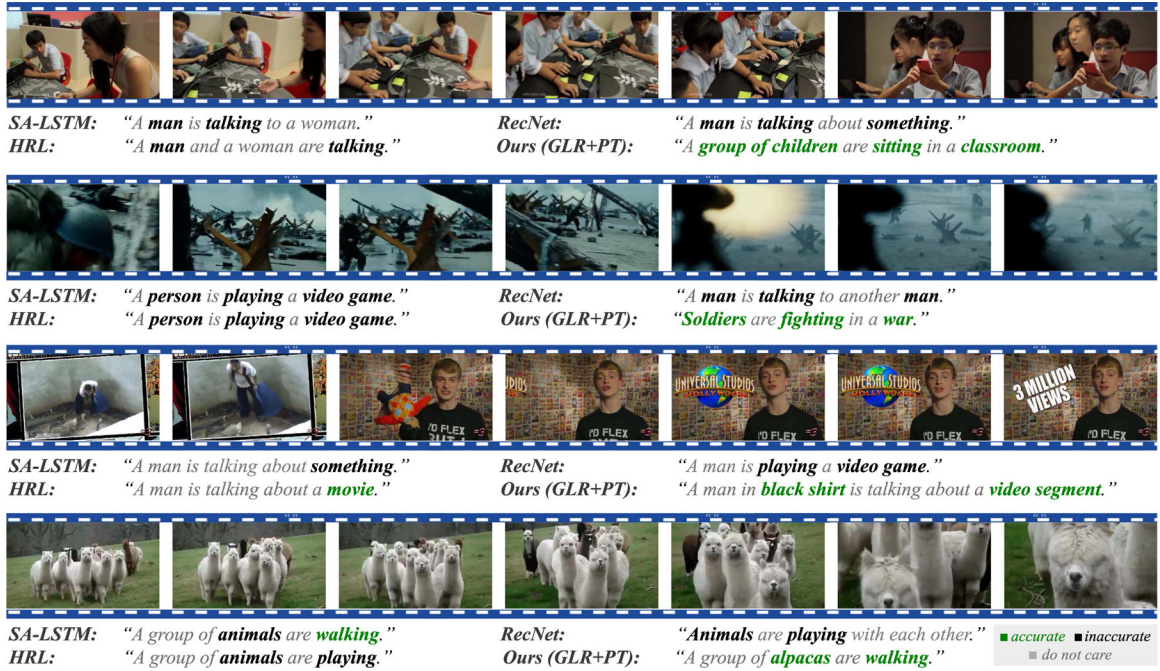 SA-LSTM: “A man is talking to a woman.” RecNet: “A man is talking about something.”
HRL: “A man and a woman are talking.” Ours (GLR+PT): “A group of children are sitting in a classroom.”
SA-LSTM: “A person is playing a video game.” RecNet: “A man is talking to another man.”
HRL: “A person is playing a video game.” Ours (GLR+PT): “Soldiers are fighting in a war.”
UNIVERSAL STUDIOS
HOLLYWOOD
UNIVERSAL STUDIOS
HOLLYWOOD
3 MILLION
VIEWS
I'D FLEX
I'D FLEX
SA-LSTM: “A man is talking about something.” RecNet: “A man is playing a video game.”
HRL: “A man is talking about a movie.” Ours (GLR+PT): “A man in black shirt is talking about a video segment.”
SA-LSTM: “A group of animals are walking.” RecNet: “Animals are playing with each other.”
HRL: “A group of animals are playing.” Ours (GLR+PT): “A group of alpacas are walking.”
accurate inaccurate
do not care